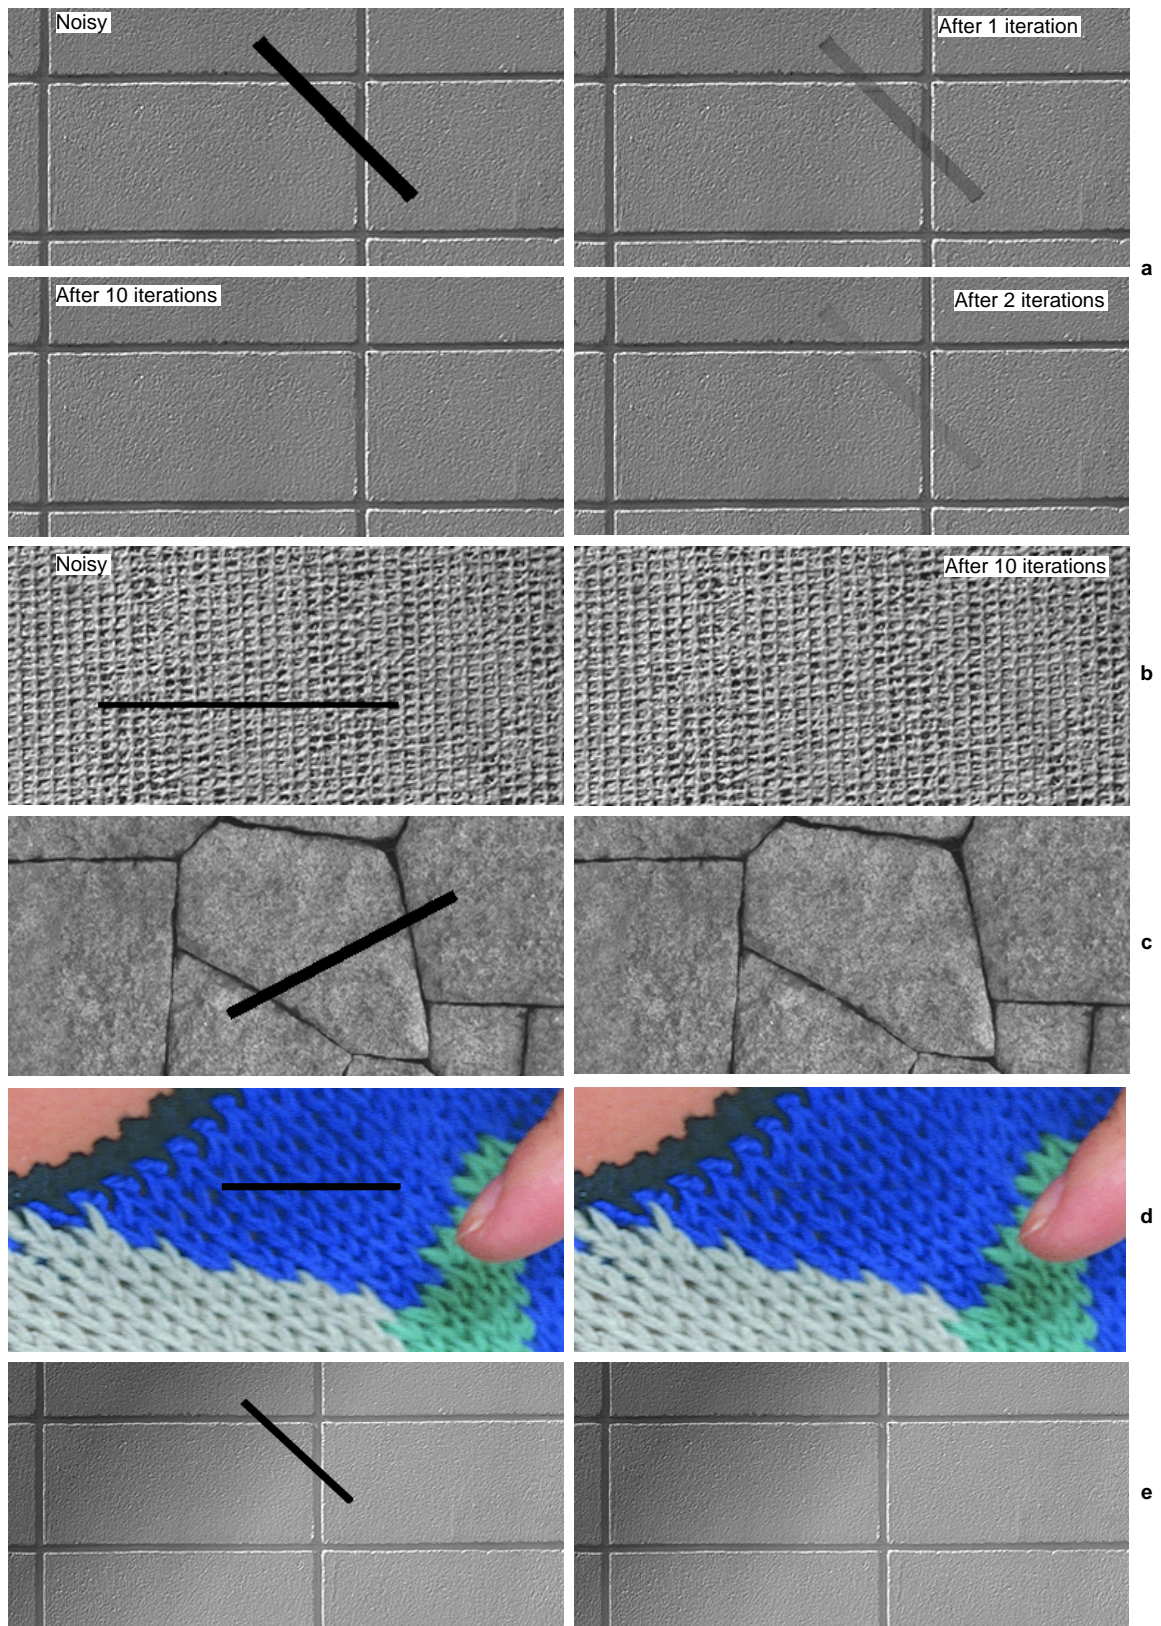 Noisy
After 1 iteration
a
After 10 iterations
After 2 iterations
Noisy
After 10 iterations
b
c
d
e